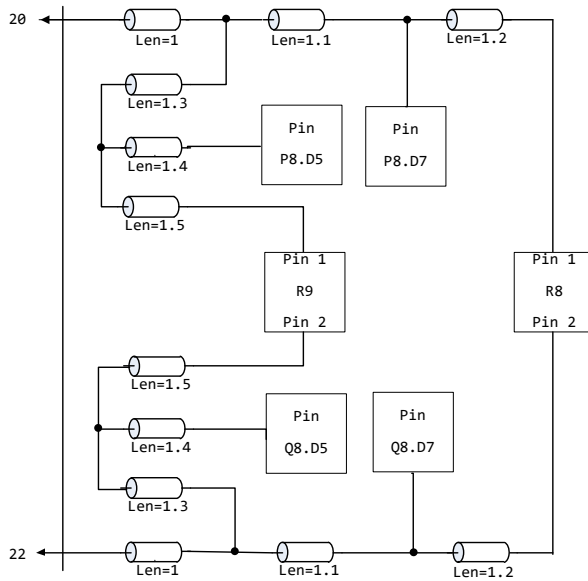 20
Len=1
Len=1.1
Len=1.2
Len=1.3
Len=1.4
Pin
P8.D5
Pin
P8.D7
Len=1.5
Pin 1
R9
Pin 2
Pin 1
R8
Pin 2
Len=1.5
Len=1.4
Pin
Q8.D5
Pin
Q8.D7
Len=1.3
22
Len=1
Len=1.1
Len=1.2